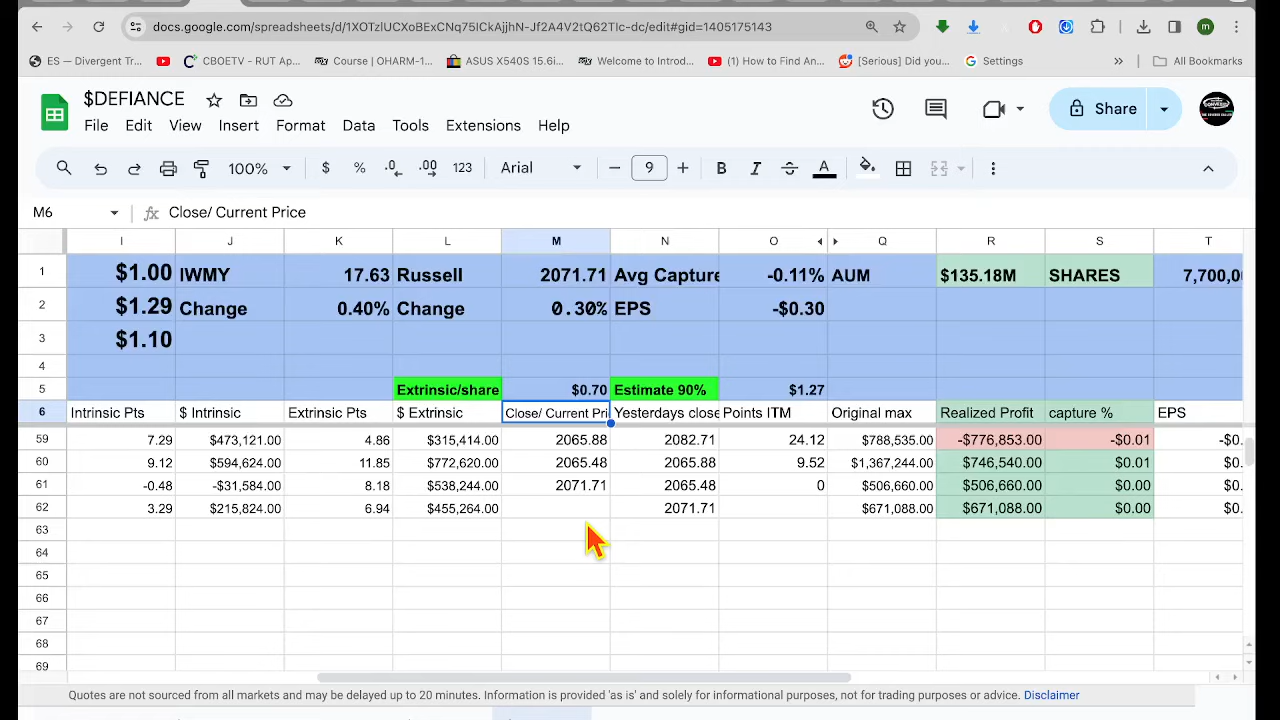 docs.google.com/spreadsheets/d/1XOTzlUCXoBExCNq75ICkAjjhN-Jf2A4V2tQ62TIc-dc/edit#gid=1405175143
ES — Divergent Tr... CBOETV - RUT Ap... Course | OHARM-1... ASUS X540S 15.6i... Welcome to Introd... (1) How to Find An... [Serious] Did you... Settings » All Bookmarks
$DEFIANCE
File Edit View Insert Format Data Tools Extensions Help
Share
100% $ % .0 .00 123 Arial 9 B I A
M6 fx Close/ Current Price
I J K L M N O Q R S T
1 $1.00 IWMY 17.63 Russell 2071.71 Avg Capture -0.11% AUM $135.18M SHARES 7,700,0
2 $1.29 Change 0.40% Change 0.30% EPS -$0.30
3 $1.10
4
5 Extrinsic/share $0.70 Estimate 90% $1.27
6 Intrinsic Pts $ Intrinsic Extrinsic Pts $ Extrinsic Close/ Current Pri Yesterdays close Points ITM Original max Realized Profit capture % EPS
59 7.29 $473,121.00 4.86 $315,414.00 2065.88 2082.71 24.12 $788,535.00 -$776,853.00 -$0.01 -$0.
60 9.12 $594,624.00 11.85 $772,620.00 2065.48 2065.88 9.52 $1,367,244.00 $746,540.00 $0.01 $0.
61 -0.48 -$31,584.00 8.18 $538,244.00 2071.71 2065.48 0 $506,660.00 $506,660.00 $0.00 $0.
62 3.29 $215,824.00 6.94 $455,264.00 2071.71 $671,088.00 $671,088.00 $0.00 $0.
63
64
65
66
67
68
69
Quotes are not sourced from all markets and may be delayed up to 20 minutes. Information is provided 'as is' and solely for informational purposes, not for trading purposes or advice. Disclaimer